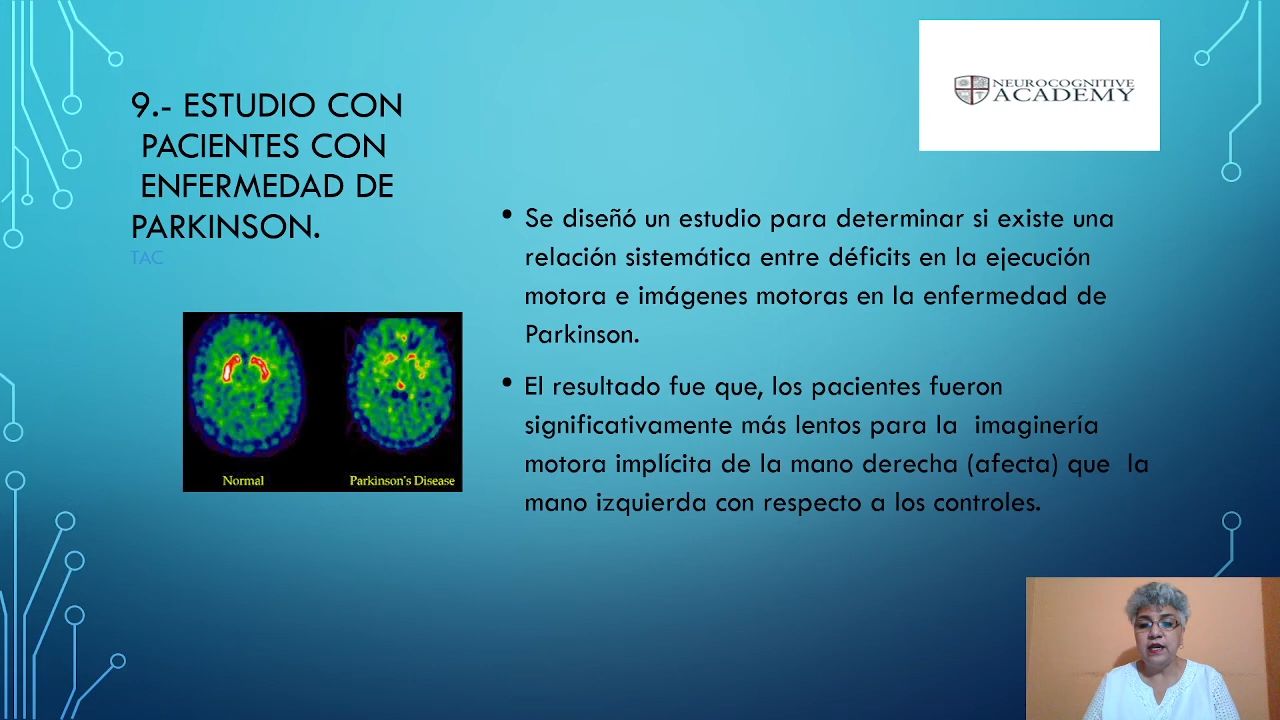 NEUROCOGNITIVE
ACADEMY
9.- ESTUDIO CON
PACIENTES CON
ENFERMEDAD DE
PARKINSON.
TAC
Normal
Parkinson's Disease
• Se diseñó un estudio para determinar si existe una
relación sistemática entre déficits en la ejecución
motora e imágenes motoras en la enfermedad de
Parkinson.
• El resultado fue que, los pacientes fueron
significativamente más lentos para la imaginería
motora implícita de la mano derecha (afecta) que la
mano izquierda con respecto a los controles.